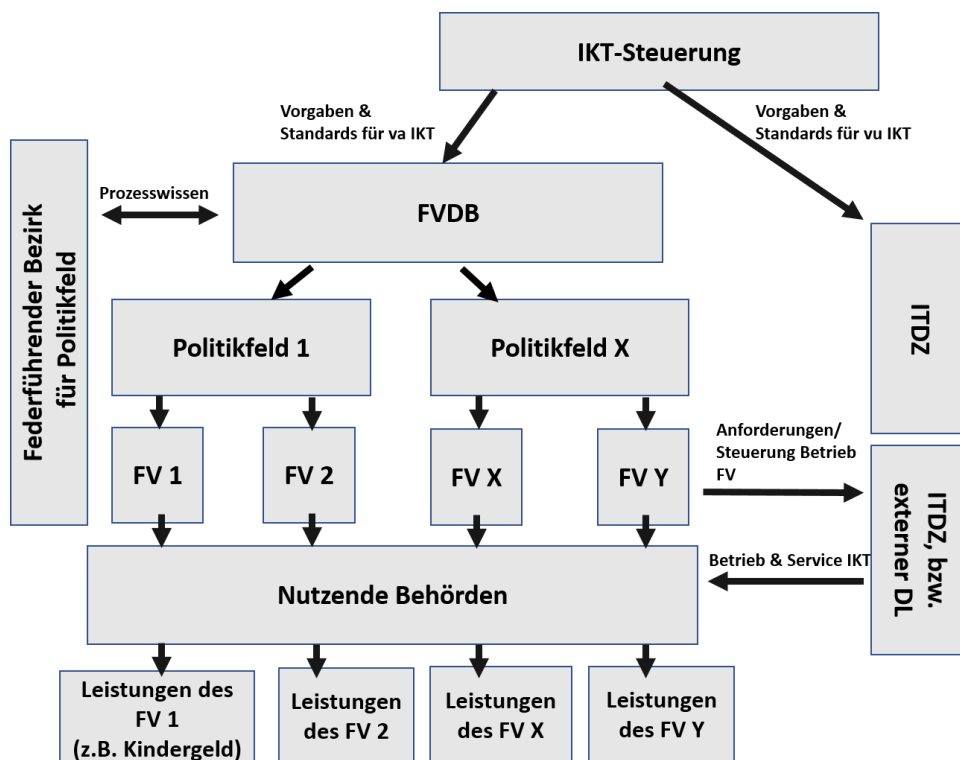 IKT-Steuerung
Vorgaben &
Standards für va IKT
Vorgaben &
Standards für vu IKT
Federführender Bezirk
für Politikfeld
Prozesswissen
FVDB
ITDZ
Politikfeld 1
Politikfeld X
FV 1
FV 2
FV X
FV Y
Anforderungen/
Steuerung Betrieb
FV
ITDZ, bzw.
externer DL
Betrieb & Service IKT
Nutzende Behörden
Leistungen des
FV 1
(z.B. Kindergeld)
Leistungen
des FV 2
Leistungen
des FV X
Leistungen
des FV Y